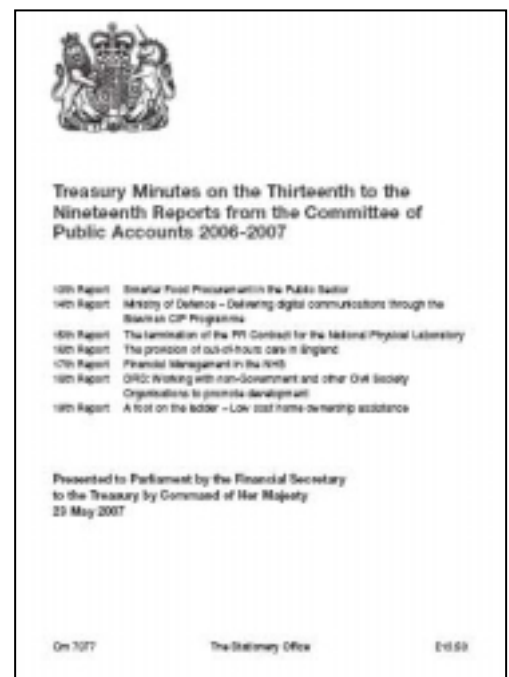 Treasury Minutes on the Thirteenth to the
Nineteenth Reports from the Committee of
Public Accounts 2006-2007
13th Report Smarter Food Procurement in the Public Sector
14th Report Ministry of Defence – Delivering digital communications through the
Bowman CIP Programme
15th Report The termination of the PFI Contract for the National Physical Laboratory
16th Report The provision of out-of-hours care in England
17th Report Financial Management in the NHS
18th Report DFID: Working with non-Government and other Civil Society
Organisations to promote development
19th Report A foot on the ladder – Low cost home ownership assistance
Presented to Parliament by the Financial Secretary
to the Treasury by Command of Her Majesty
23 May 2007
Cm 7077
The Stationery Office